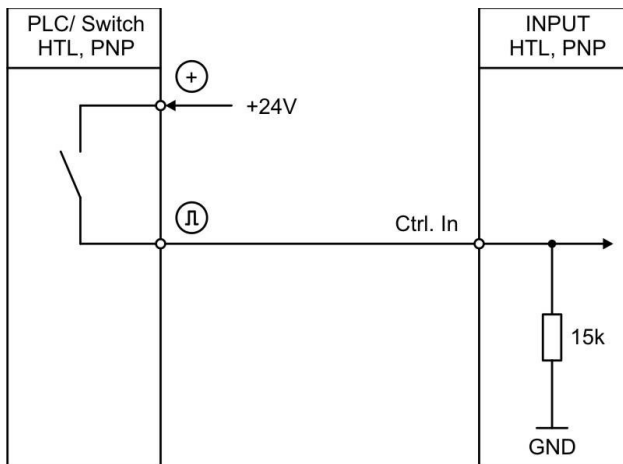 PLC/ Switch
HTL, PNP
INPUT
HTL, PNP
+
+24V
Ctrl. In
15k
GND